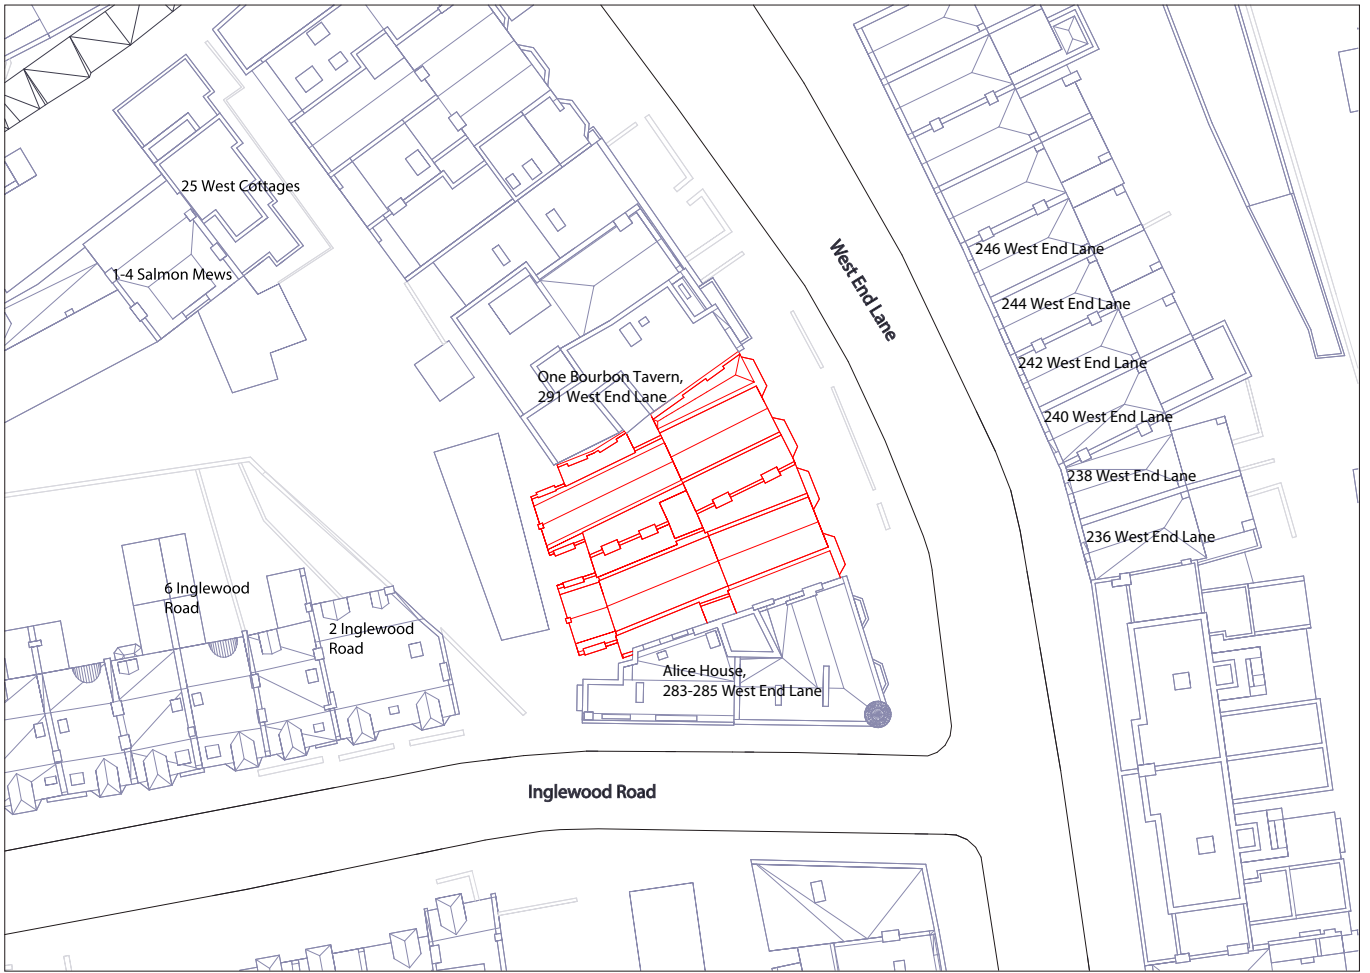 25 West Cottages
1-4 Salmon Mews
West End Lane
246 West End Lane
244 West End Lane
242 West End Lane
240 West End Lane
238 West End Lane
236 West End Lane
One Bourbon Tavern,
291 West End Lane
6 Inglewood
Road
2 Inglewood
Road
Alice House,
283-285 West End Lane
Inglewood Road